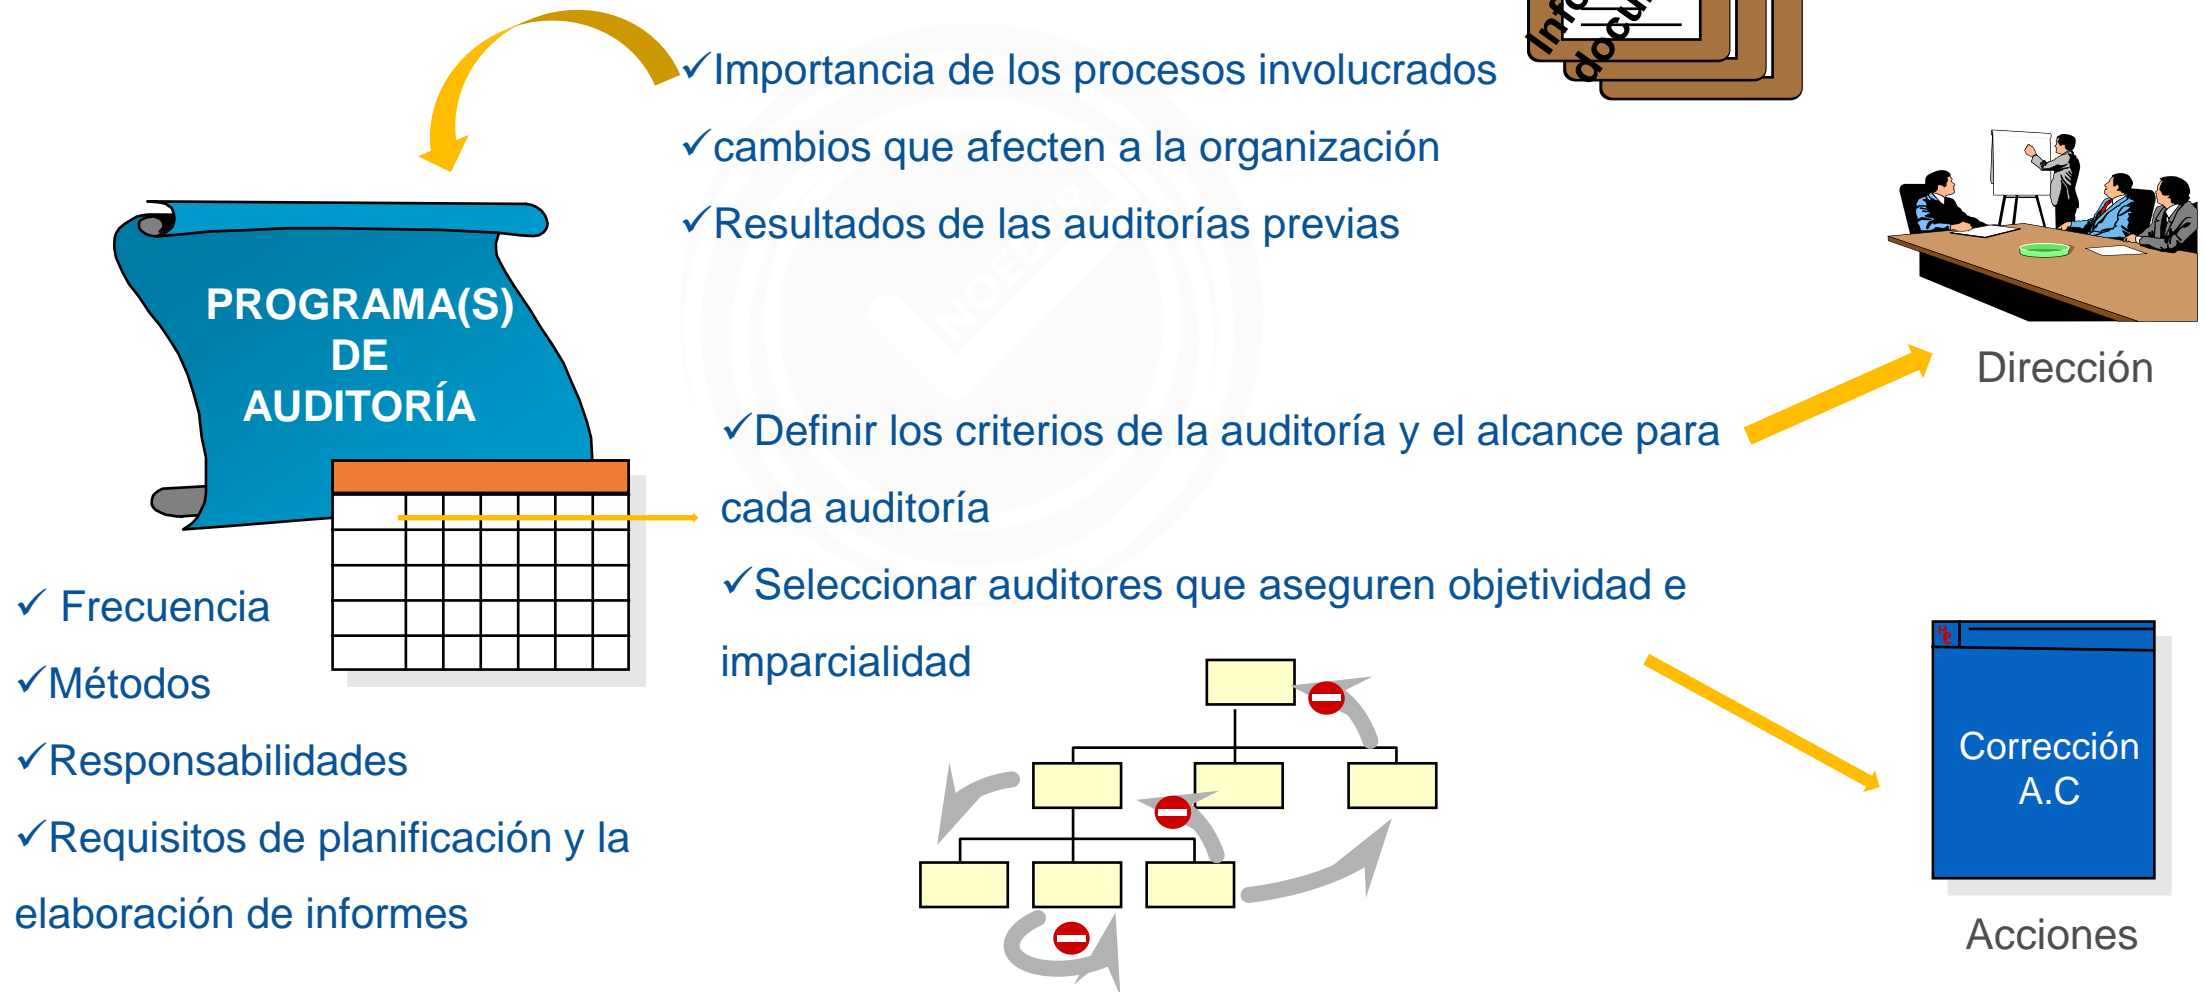 ✓Importancia de los procesos involucrados
✓cambios que afecten a la organización
✓Resultados de las auditorías previas
PROGRAMA(S)
DE
AUDITORÍA
✓ Frecuencia
✓Métodos
✓Responsabilidades
✓Requisitos de planificación y la
elaboración de informes
✓Definir los criterios de la auditoría y el alcance para
cada auditoría
✓Seleccionar auditores que aseguren objetividad e
imparcialidad
Dirección
Corrección
A.C
Acciones